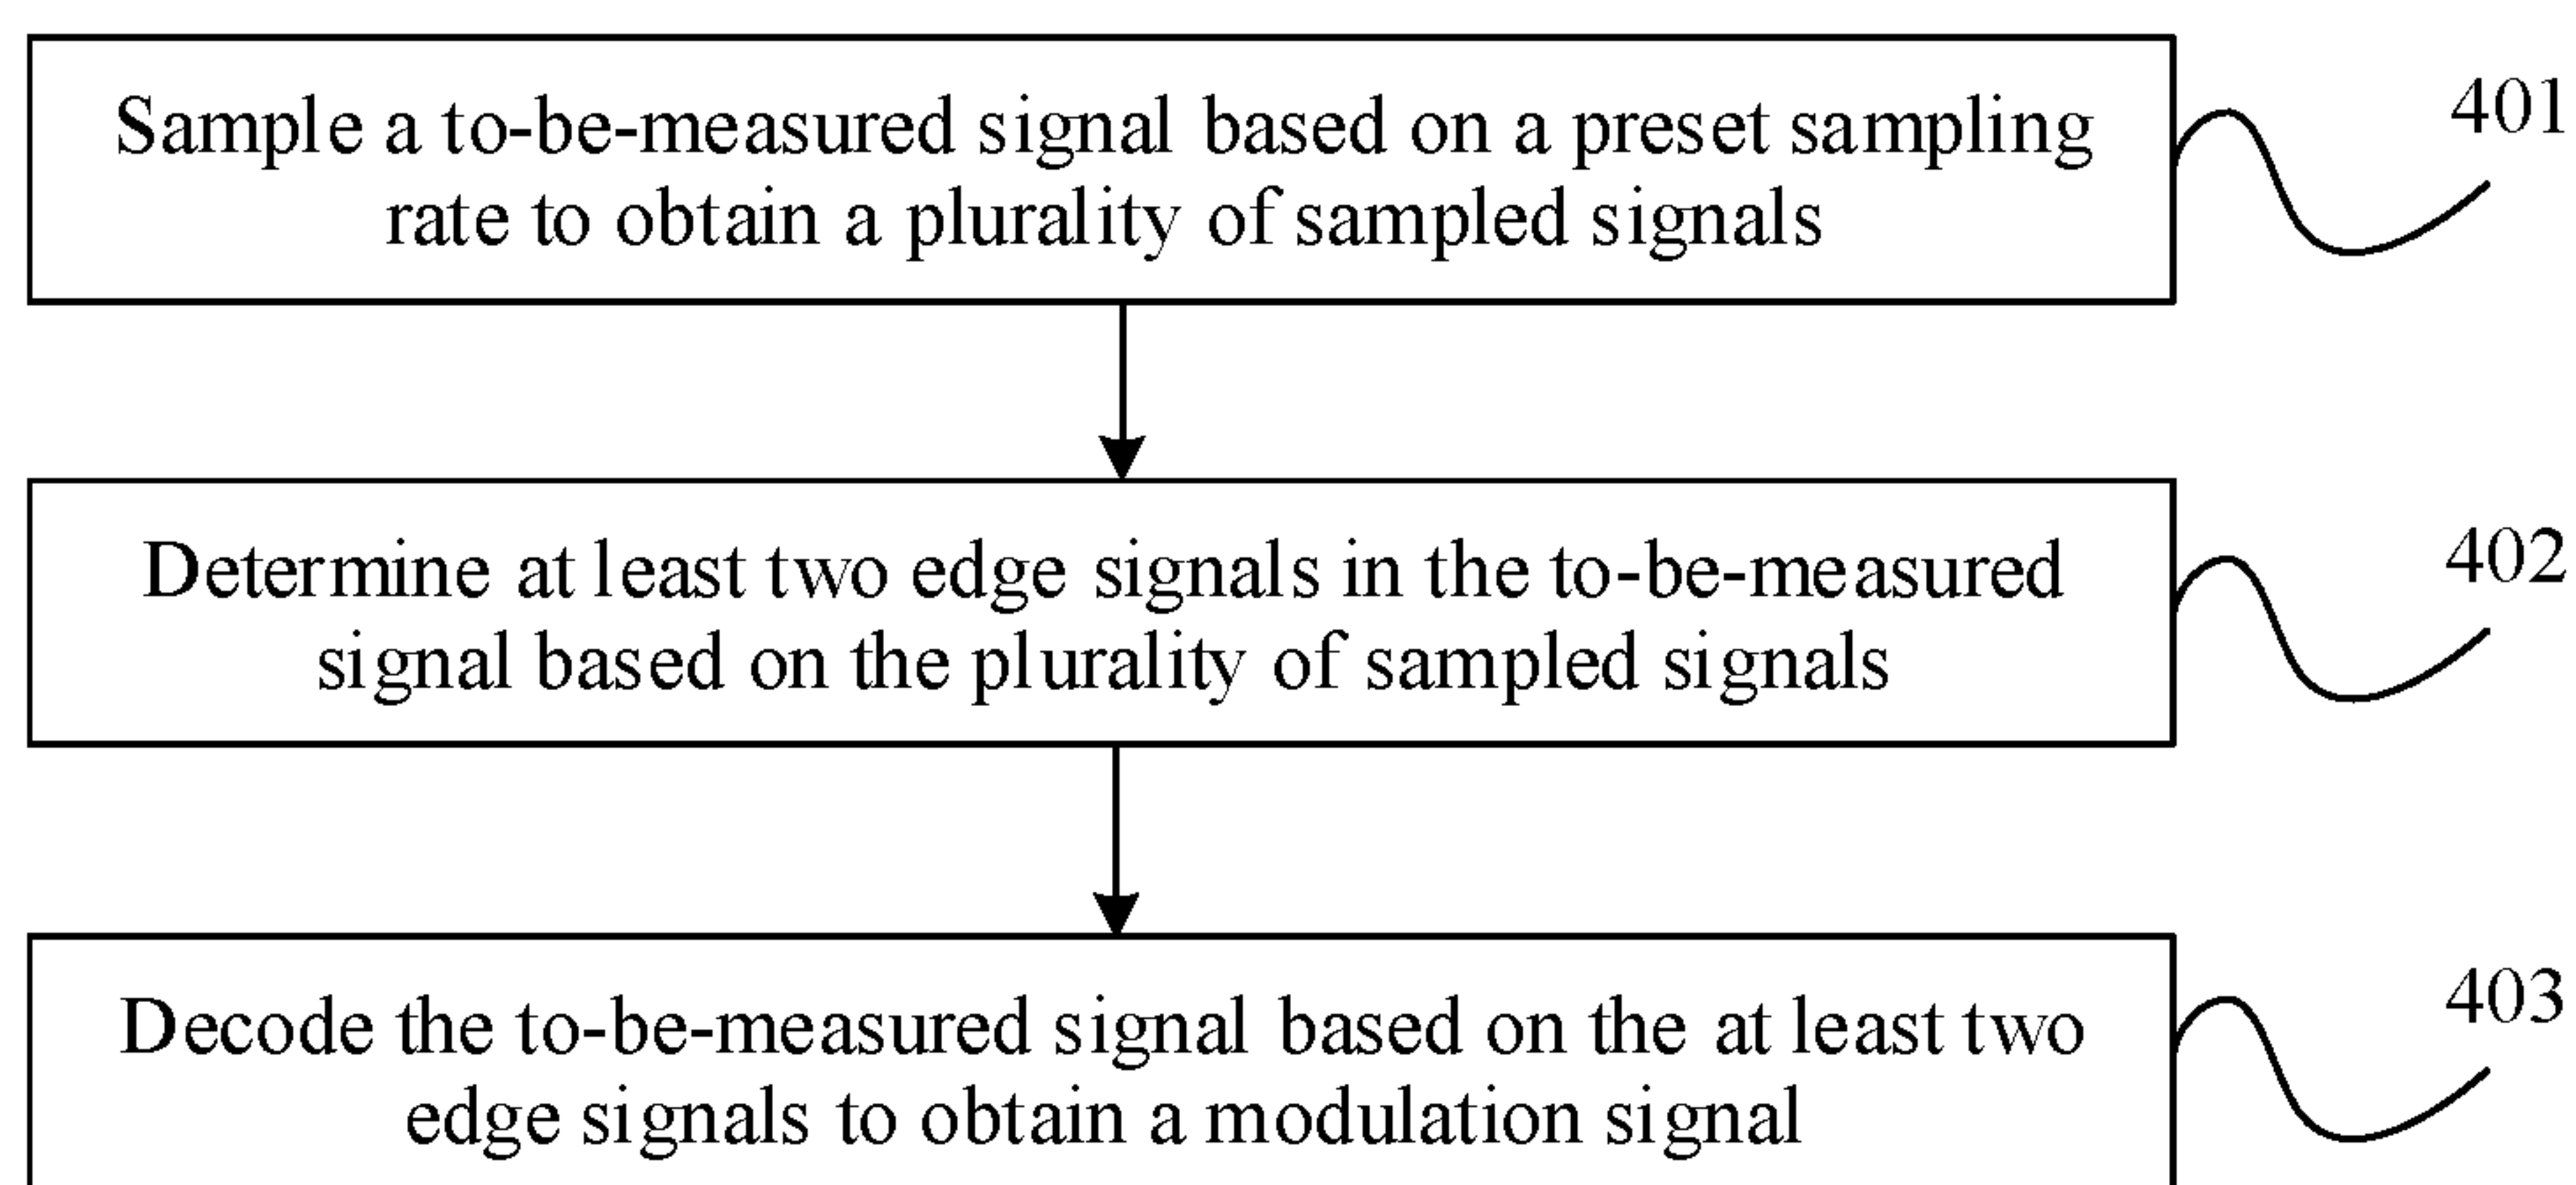 Sample a to-be-measured signal based on a preset sampling
rate to obtain a plurality of sampled signals
401
Determine at least two edge signals in the to-be-measured
signal based on the plurality of sampled signals
402
Decode the to-be-measured signal based on the at least two
edge signals to obtain a modulation signal
403